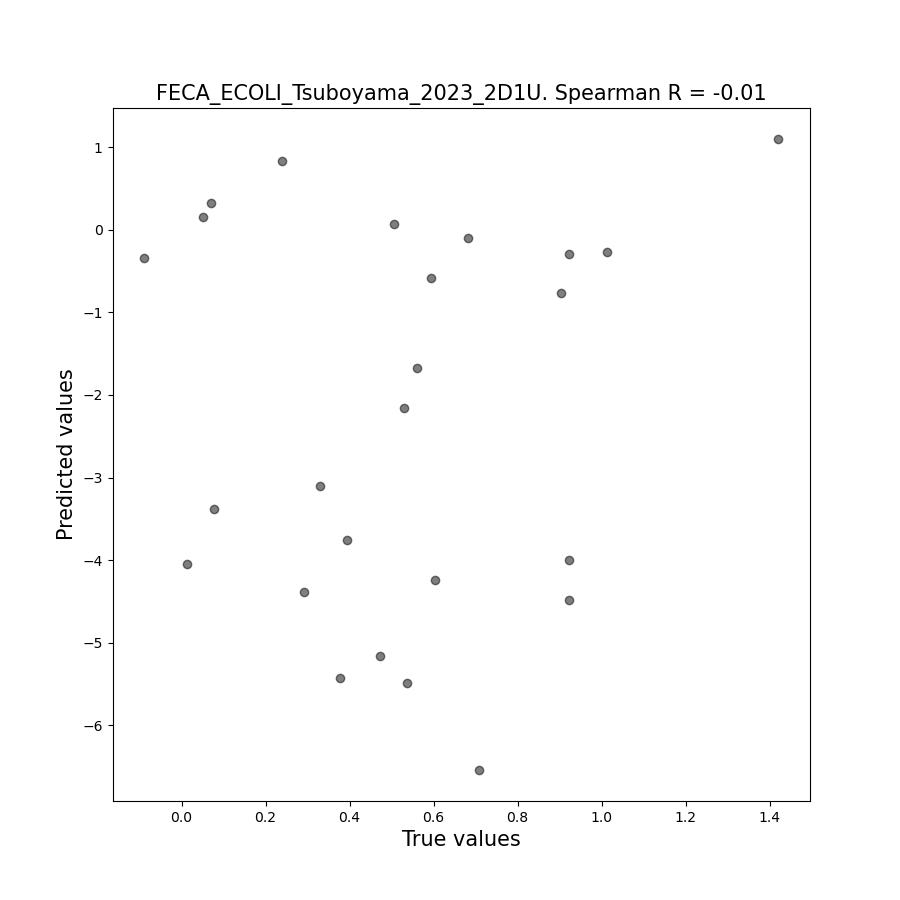 FECA_ECOLI_Tsuboyama_2023_2D1U. Spearman R = -0.01
1
0
−1
−2
−3
−4
−5
−6
Predicted values
0.0 0.2 0.4 0.6 0.8 1.0 1.2 1.4
True values